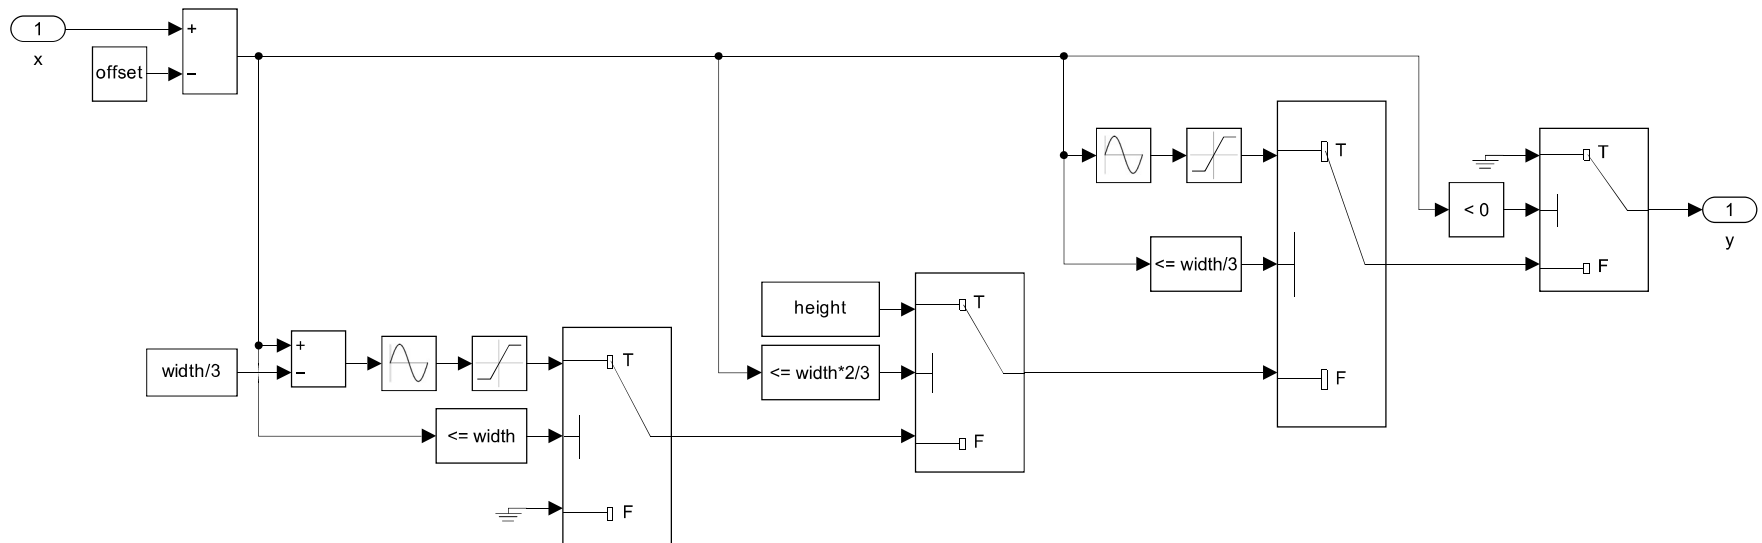 1
x
+
−
offset
T
F
< 0
1
y
T
<= width/3
F
height
T
<= width*2/3
F
+
−
width/3
T
<= width
F